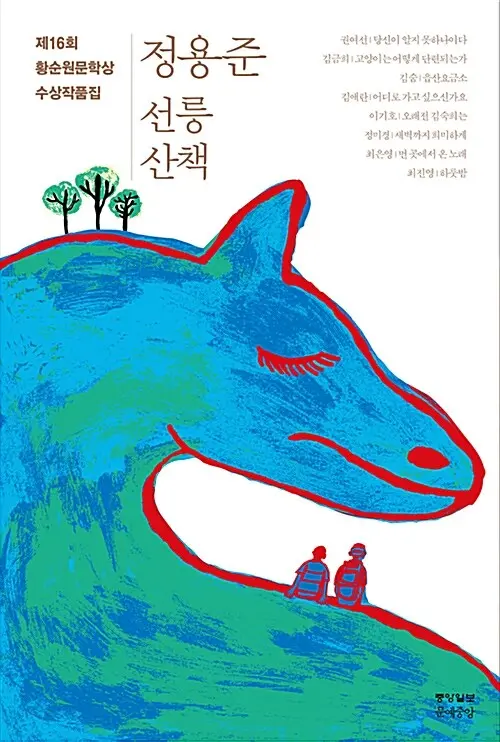 제16회
황순원문학상
수상작품집
정용준
선릉
산책
권여선 | 당신이 알지 못하나이다
김금희 | 고양이는 어떻게 단련되는가
김숨 | 읍산요금소
김애란 | 어디로 가고 싶으신가요
이기호 | 오래전 김숙희는
정미경 | 새벽까지 희미하게
최은영 | 먼 곳에서 온 노래
최진영 | 하룻밤
중앙일보
문예중앙